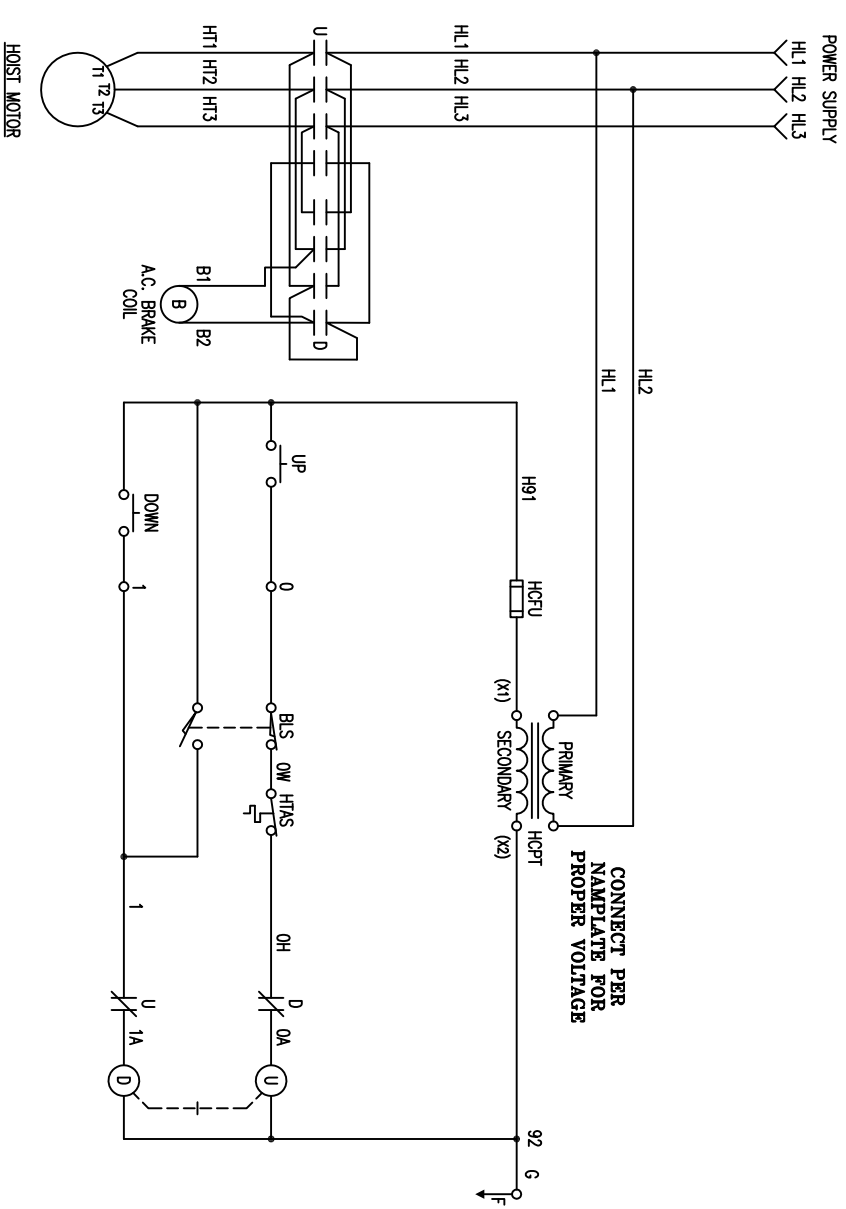 POWER SUPPLY
HL1
HL2
HL3
HL1
HL2
HL3
HL1
HL2
U
D
HT1
HT2
HT3
T1
T2
T3
HOIST MOTOR
B1
B2
B
A.C. BRAKE
COIL
H91
HCFU
(X1)
(X2)
PRIMARY
SECONDARY
HCPT
CONNECT PER
NAMPLATE FOR
PROPER VOLTAGE
92
G
F
UP
0
BLS
0W
HTAS
0H
D
0A
U
DOWN
1
1
U
1A
D